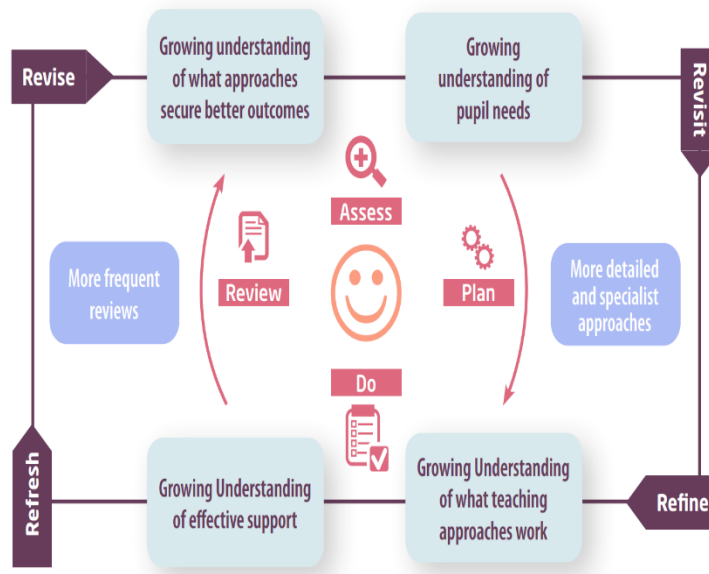 Revise
Growing understanding
of what approaches
secure better outcomes
Growing
understanding of
pupil needs
Revisit
Assess
Review
Plan
More frequent
reviews
More detailed
and specialist
approaches
Do
Refresh
Growing Understanding
of effective support
Growing Understanding
of what teaching
approaches work
Refine